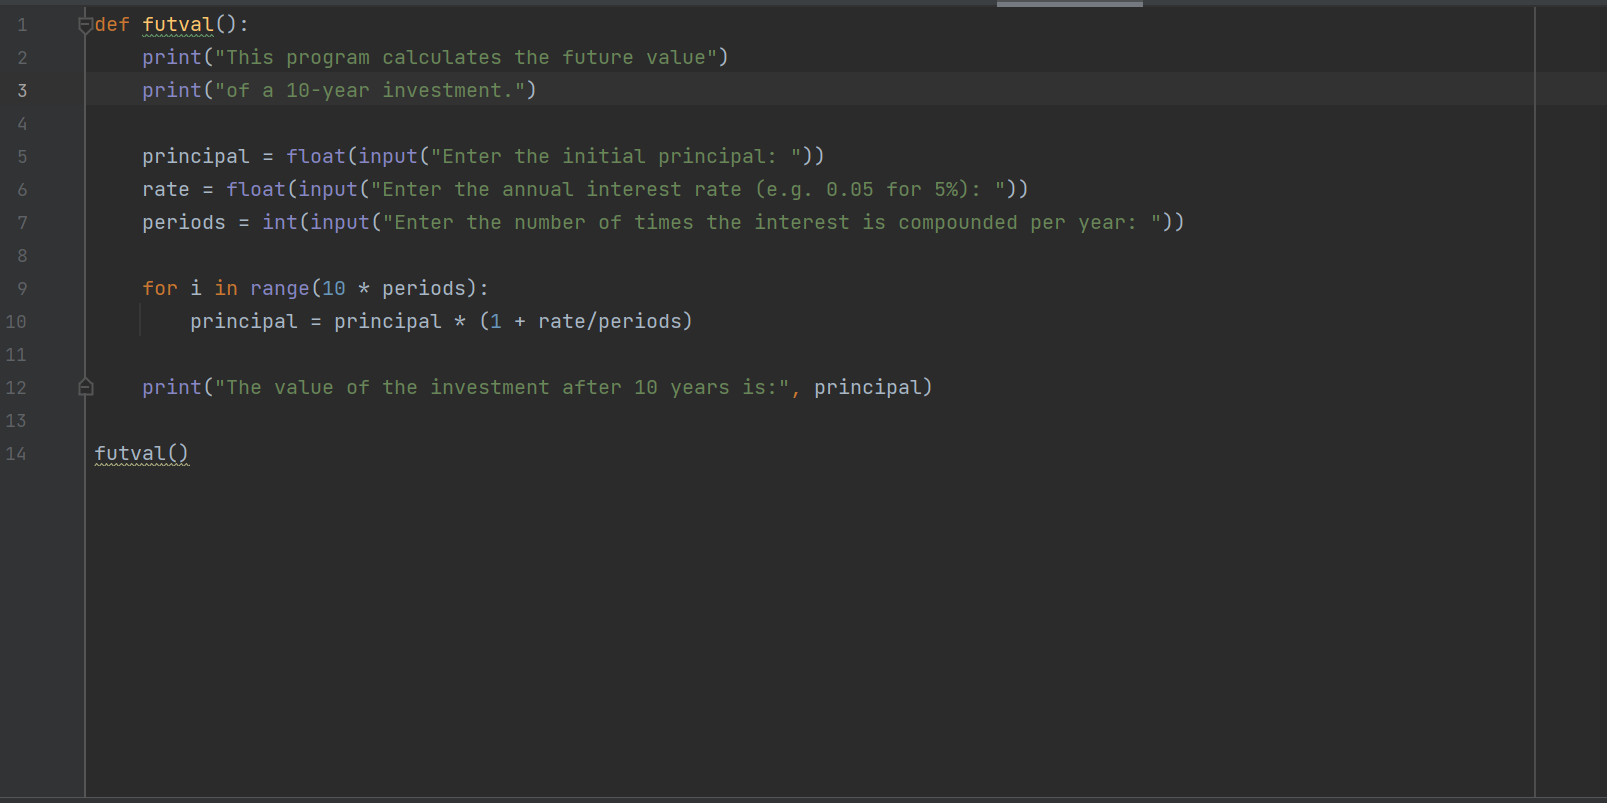 1 def futval():
2     print("This program calculates the future value")
3     print("of a 10-year investment.")
4
5     principal = float(input("Enter the initial principal: "))
6     rate = float(input("Enter the annual interest rate (e.g. 0.05 for 5%): "))
7     periods = int(input("Enter the number of times the interest is compounded per year: "))
8
9     for i in range(10 * periods):
10         principal = principal * (1 + rate/periods)
11
12     print("The value of the investment after 10 years is:", principal)
13
14 futval()